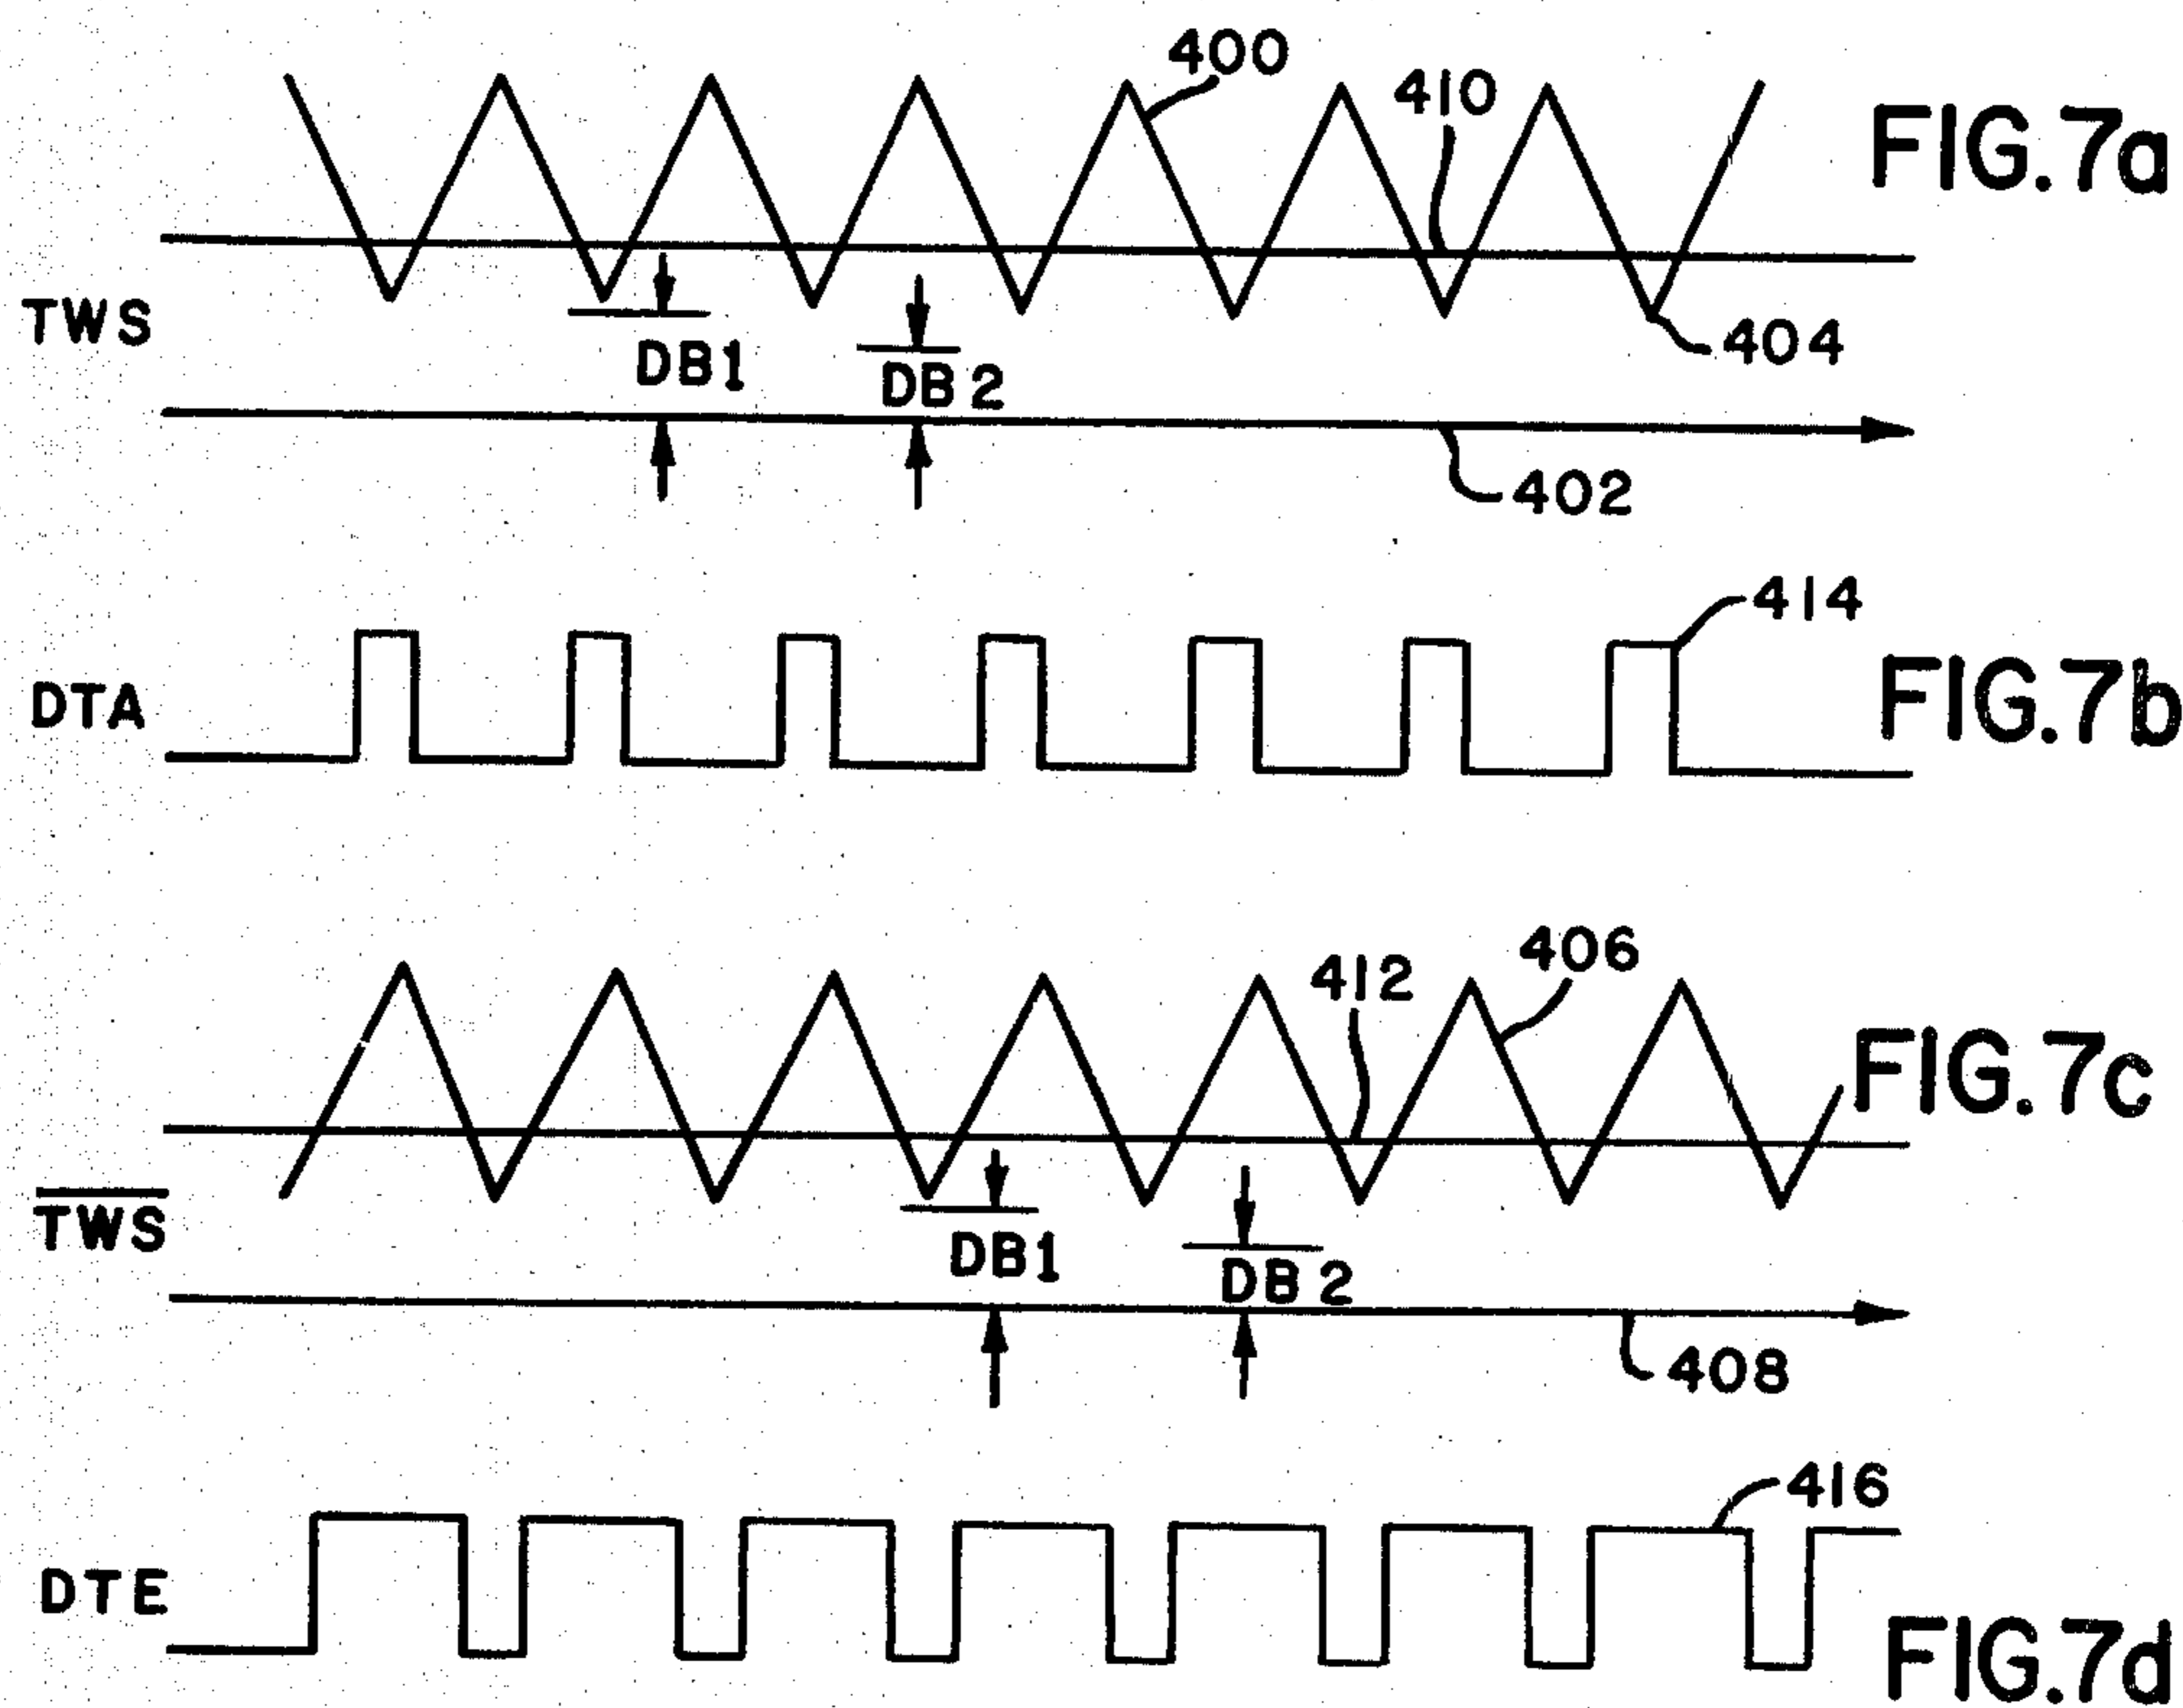 400
410
FIG.7a
TWS
DB1
DB2
404
402
414
DTA
FIG.7b
406
412
FIG.7c
TWS
DB1
DB2
408
416
DTE
FIG.7d